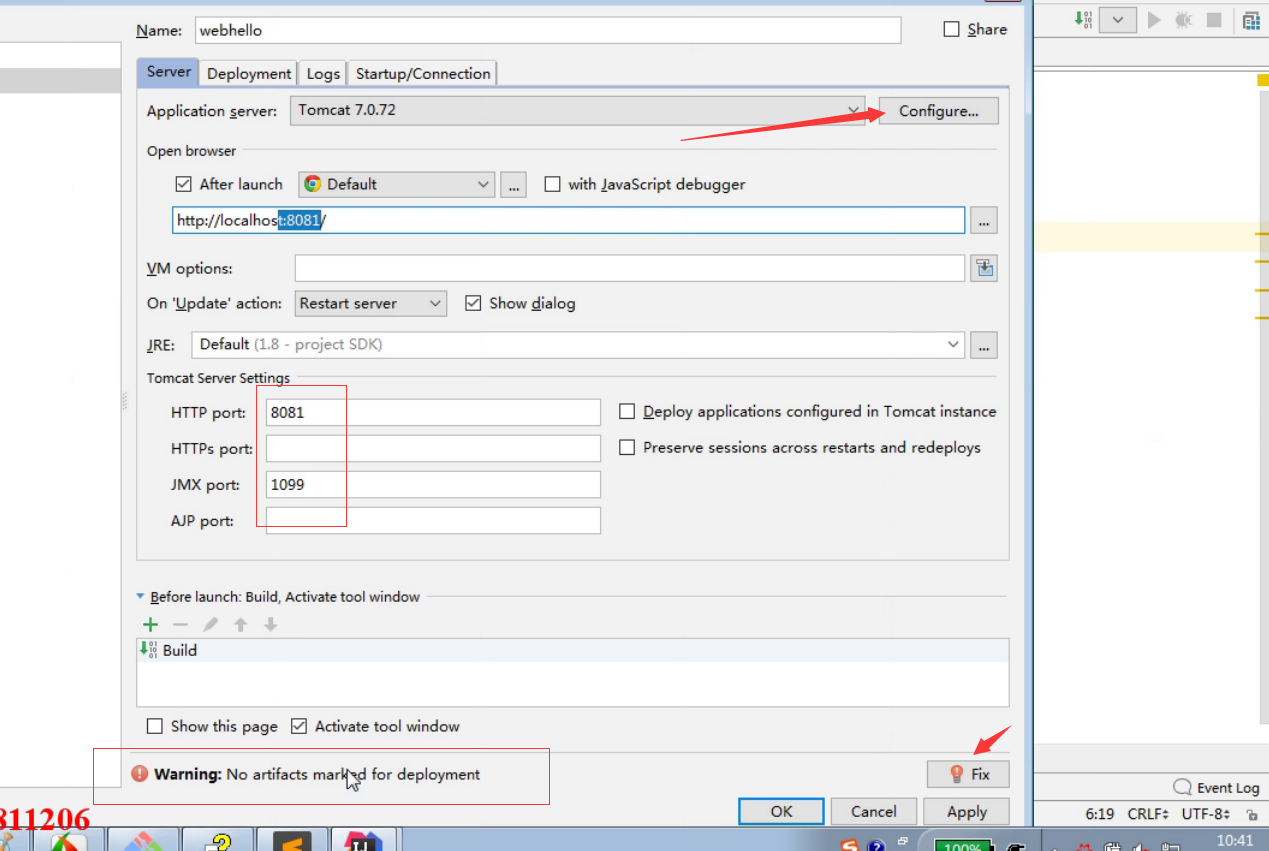 Name: webhello Share
Server Deployment Logs Startup/Connection
Application server: Tomcat 7.0.72 Configure...
Open browser
After launch Default ... with JavaScript debugger
http://localhost:8081/ ...
VM options:
On 'Update' action: Restart server Show dialog
JRE: Default (1.8 - project SDK) ...
Tomcat Server Settings
HTTP port: 8081 Deploy applications configured in Tomcat instance
HTTPs port: Preserve sessions across restarts and redeploys
JMX port: 1099
AJP port:
Before launch: Build, Activate tool window
Build
Show this page Activate tool window
Warning: No artifacts marked for deployment Fix
Event Log
OK Cancel Apply
6:19 CRLF UTF-8
811206
100%
10:41